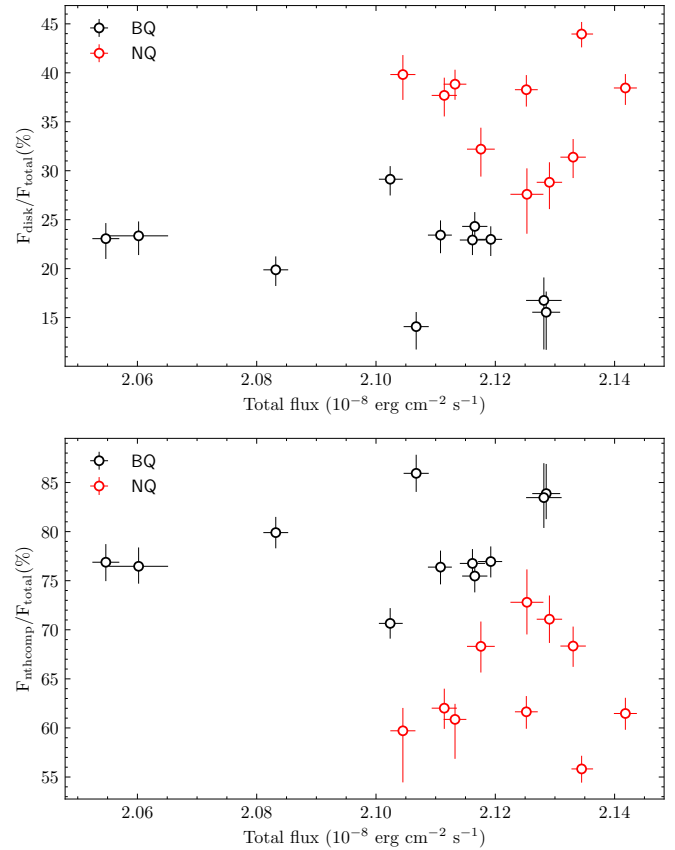 45
40
35
30
25
20
15
F_disk/F_total(%)
BQ
NQ
2.06 2.08 2.10 2.12 2.14
Total flux (10⁻⁸ erg cm⁻² s⁻¹)
85
80
75
70
65
60
55
F_nthcomp/F_total(%)
BQ
NQ
2.06 2.08 2.10 2.12 2.14
Total flux (10⁻⁸ erg cm⁻² s⁻¹)